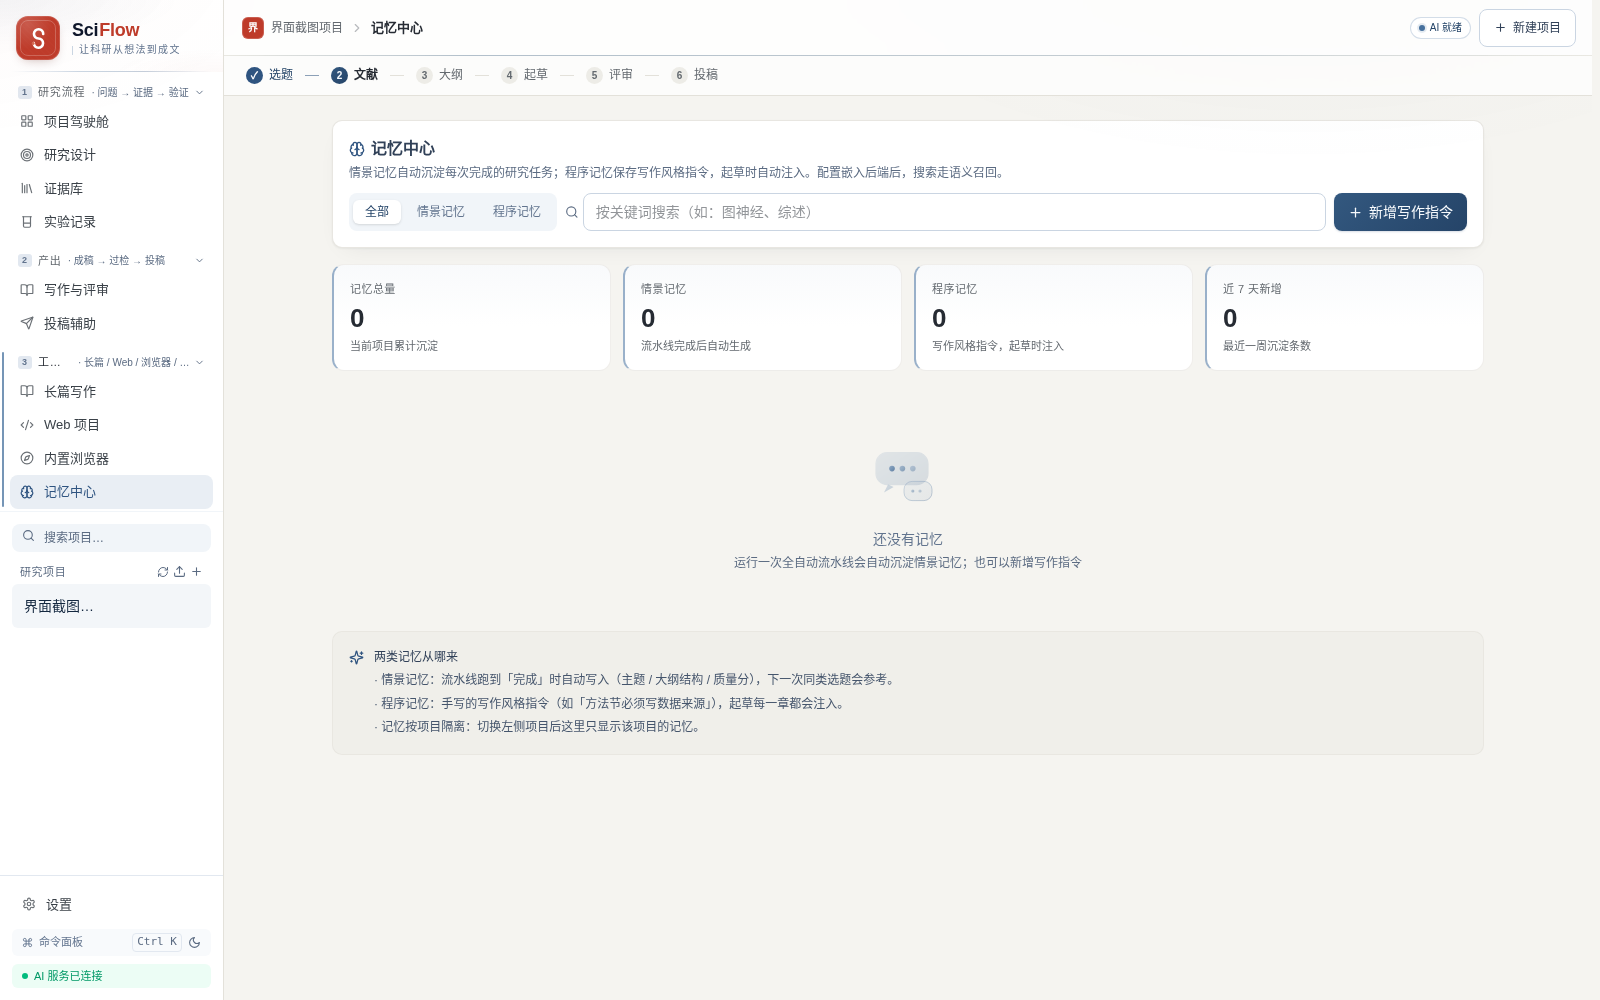 SciFlow
让科研从想法到成文
1 研究流程 · 问题 → 证据 → 验证
项目驾驶舱
研究设计
证据库
实验记录
2 产出 · 成稿 → 过检 → 投稿
写作与评审
投稿辅助
3 工… · 长篇 / Web / 浏览器 / …
长篇写作
Web 项目
内置浏览器
记忆中心
搜索项目…
研究项目
界面截图…
设置
⌘ 命令面板 Ctrl K
AI 服务已连接
界 界面截图项目 > 记忆中心
AI 就绪
+ 新建项目
✓ 选题 — 2 文献 — 3 大纲 — 4 起草 — 5 评审 — 6 投稿
记忆中心
情景记忆自动沉淀每次完成的研究任务；程序记忆保存写作风格指令，起草时自动注入。配置嵌入后端后，搜索走语义召回。
全部 情景记忆 程序记忆
按关键词搜索（如：图神经、综述）
+ 新增写作指令
记忆总量
0
当前项目累计沉淀
情景记忆
0
流水线完成后自动生成
程序记忆
0
写作风格指令，起草时注入
近 7 天新增
0
最近一周沉淀条数
还没有记忆
运行一次全自动流水线会自动沉淀情景记忆；也可以新增写作指令
两类记忆从哪来
· 情景记忆：流水线跑到「完成」时自动写入（主题 / 大纲结构 / 质量分），下一次同类选题会参考。
· 程序记忆：手写的写作风格指令（如「方法节必须写数据来源」），起草每一章都会注入。
· 记忆按项目隔离：切换左侧项目后这里只显示该项目的记忆。